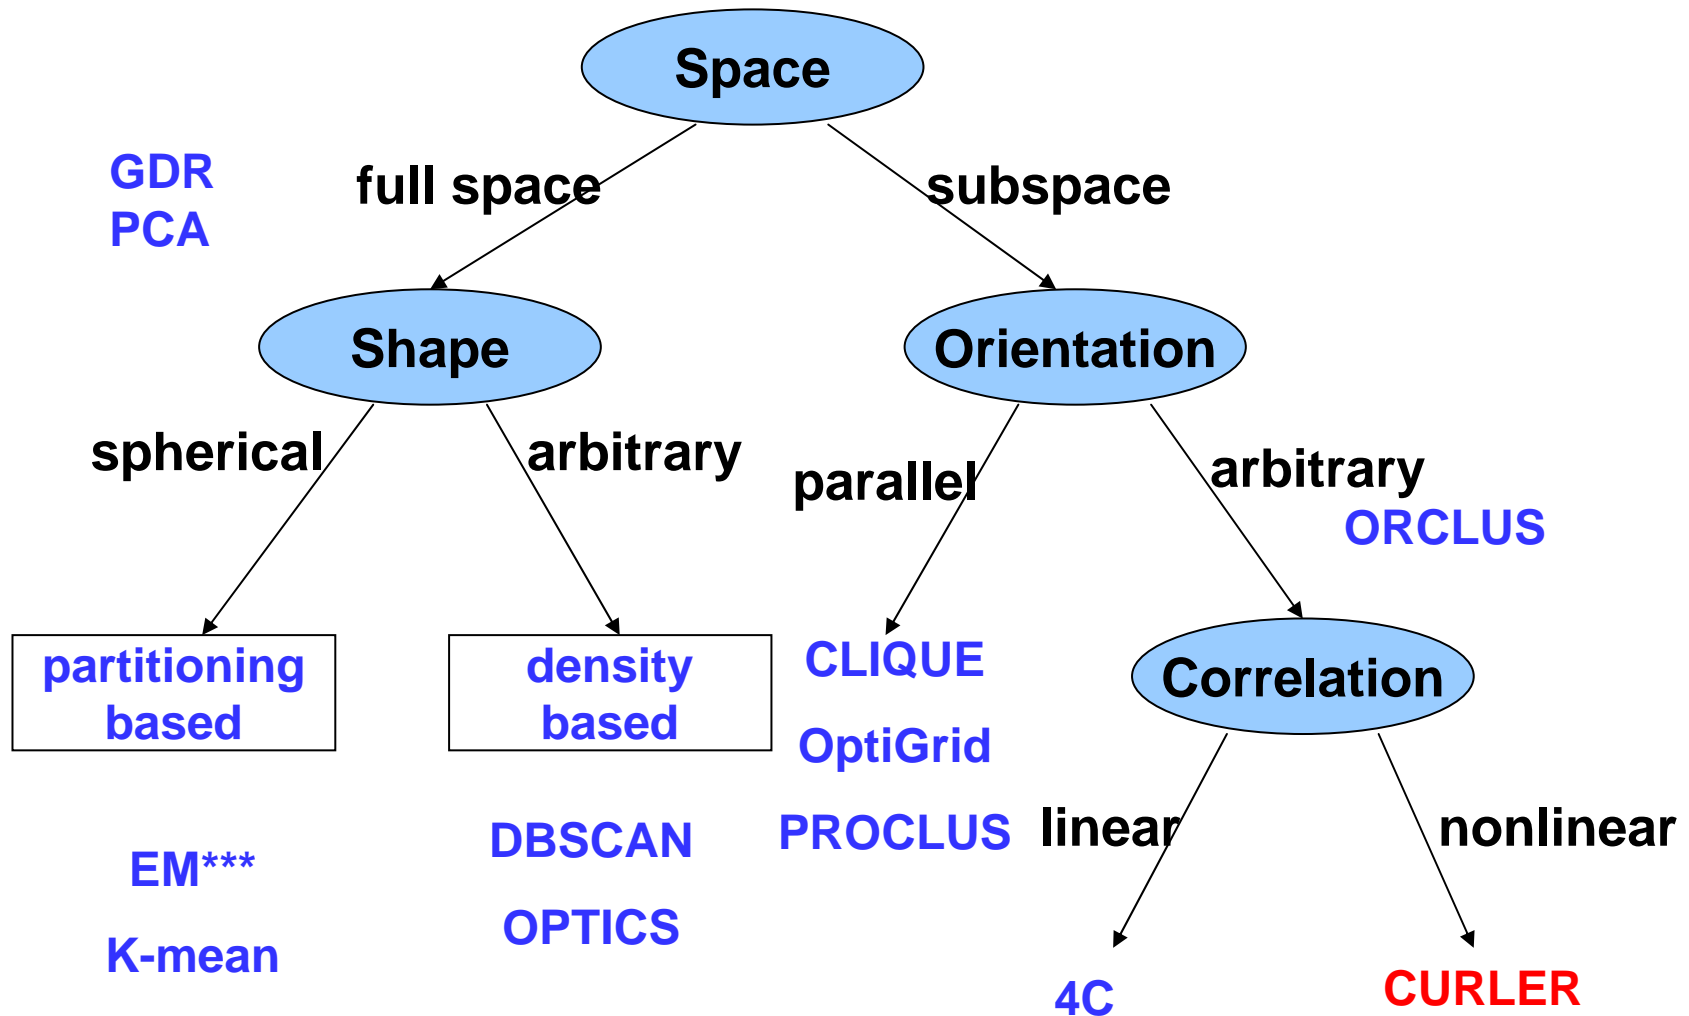 Space
GDR
PCA
full space
subspace
Shape
Orientation
spherical
arbitrary
parallel
arbitrary
ORCLUS
partitioning
based
density
based
CLIQUE
OptiGrid
PROCLUS
Correlation
linear
nonlinear
EM***
K-mean
DBSCAN
OPTICS
4C
CURLER